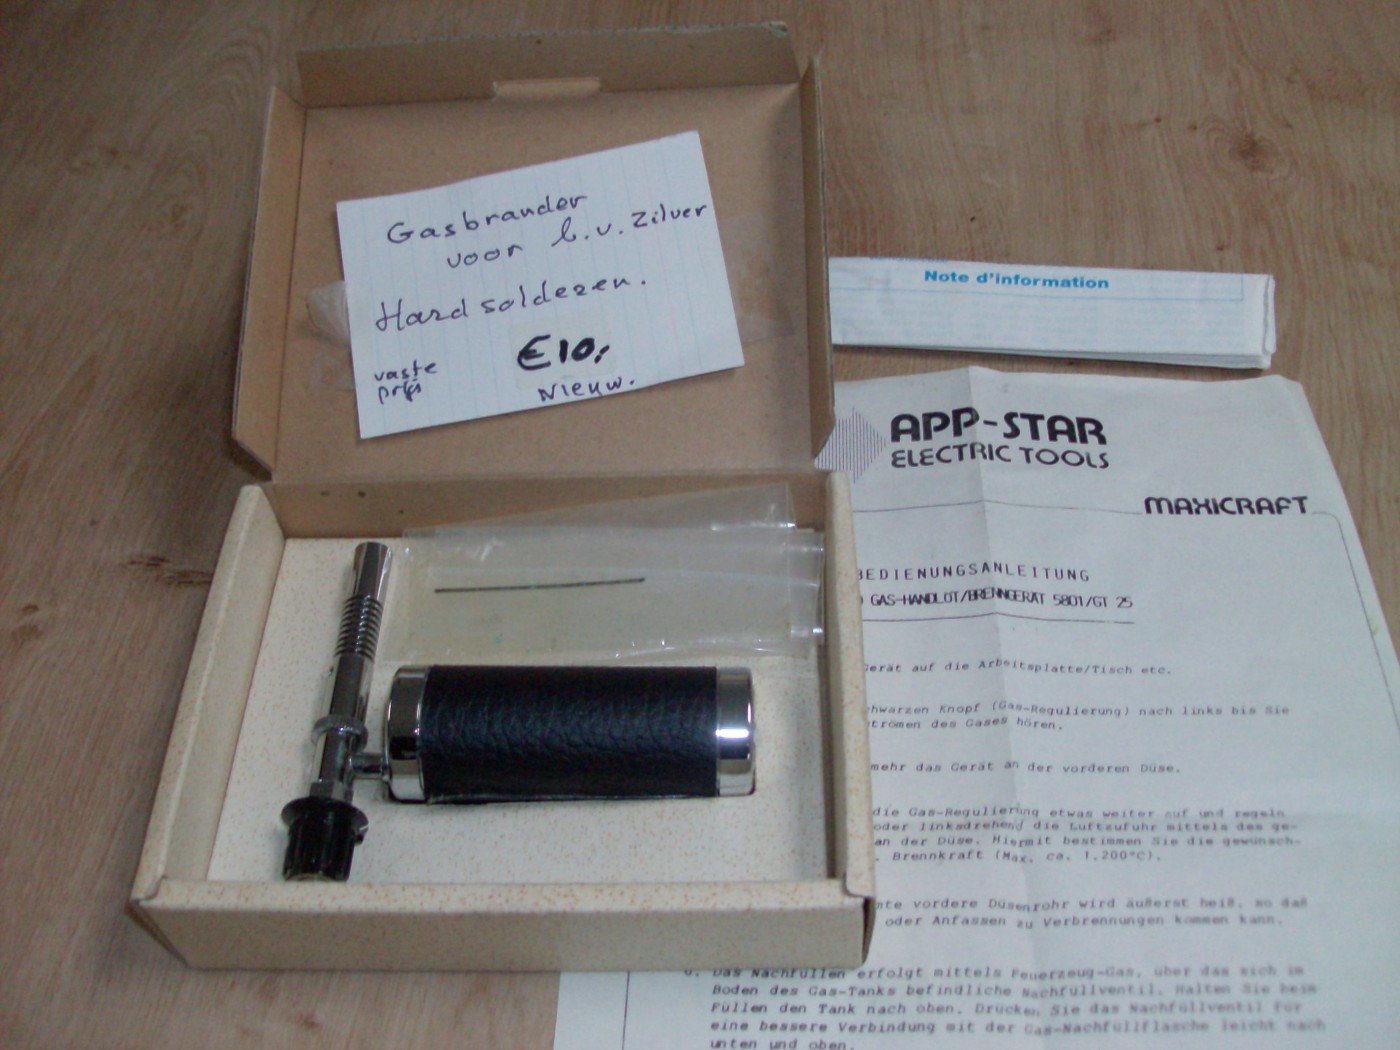 Gasbrander
voor b.v. Zilver
Hard solderen.
€10,-
vaste
prijs
Nieuw.
Note d'information
APP-STAR
ELECTRIC TOOLS
MAXICRAFT
BEDIENUNGSANLEITUNG
GAS-HANDLÖT/BRENNGERÄT 5801/GT 25
Gerät auf die Arbeitsplatte/Tisch etc.
chwarzen Knopf (Gas-Regulierung) nach links bis Sie
strömen des Gases hören.
mehr das Gerät an der vorderen Düse.
die Gas-Regulierung etwas weiter auf und regeln
oder linksdrehend die Luftzufuhr mittels des ge-
an der Düse. Hiermit bestimmen Sie die gewünsch-
. Brennkraft (Max. ca. 1.200°C).
ste vordere Düsenrohr wird äußerst heiß, so daß
oder Anfassen zu Verbrennungen kommen kann.
6. Das Nachfüllen erfolgt mittels Feuerzeug-Gas, über das sich im
Boden des Gas-Tanks befindliche Nachfüllventil. Halten Sie beim
Füllen den Tank nach oben. Drücken Sie das Nachfüllventil für
eine bessere Verbindung mit der Gas-Nachfüllflasche leicht nach
unten und oben.